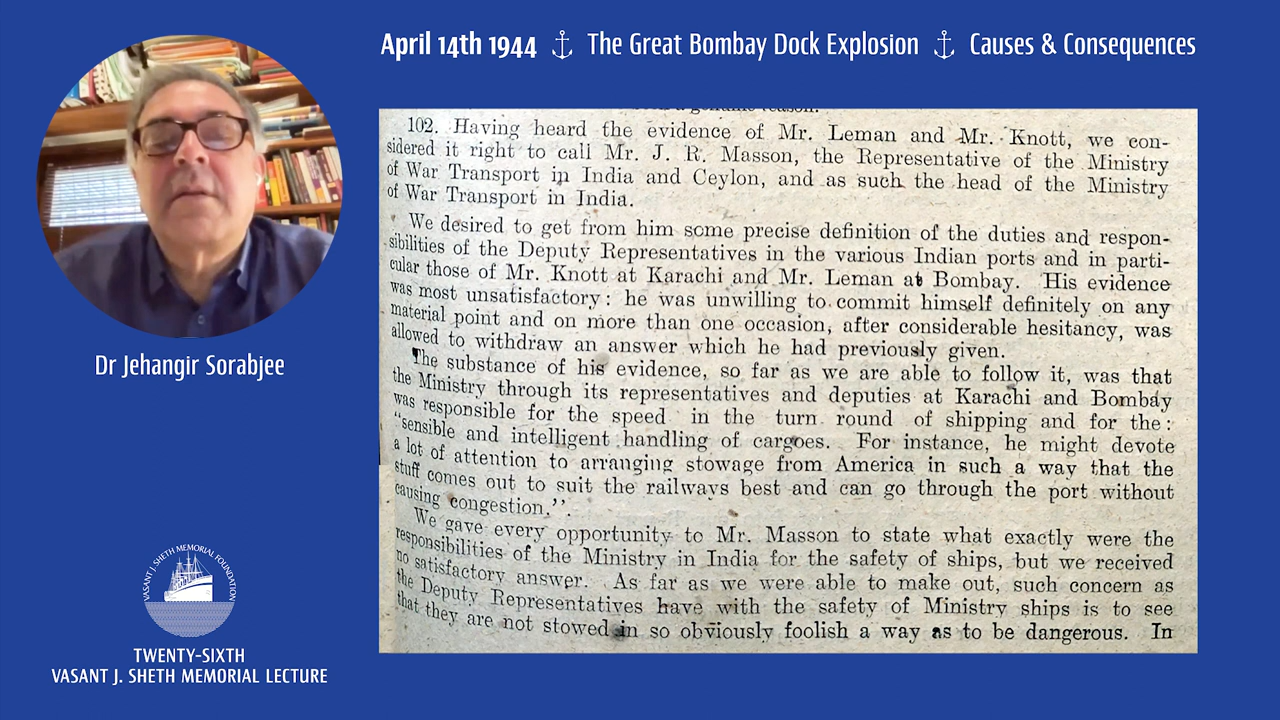 April 14th 1944 ⚓ The Great Bombay Dock Explosion ⚓ Causes & Consequences
102. Having heard the evidence of Mr. Leman and Mr. Knott, we con-
sidered it right to call Mr. J. R. Masson, the Representative of the Ministry
of War Transport in India and Ceylon, and as such the head of the Ministry
of War Transport in India.
We desired to get from him some precise definition of the duties and respon-
sibilities of the Deputy Representatives in the various Indian ports and in parti-
cular those of Mr. Knott at Karachi and Mr. Leman at Bombay. His evidence
was most unsatisfactory: he was unwilling to commit himself definitely on any
material point and on more than one occasion, after considerable hesitancy, was
allowed to withdraw an answer which he had previously given.
The substance of his evidence, so far as we are able to follow it, was that
the Ministry through its representatives and deputies at Karachi and Bombay
was responsible for the speed in the turn round of shipping and for the:
“sensible and intelligent handling of cargoes. For instance, he might devote
a lot of attention to arranging stowage from America in such a way that the
stuff comes out to suit the railways best and can go through the port without
causing congestion.”.
We gave every opportunity to Mr. Masson to state what exactly were the
responsibilities of the Ministry in India for the safety of ships, but we received
no satisfactory answer. As far as we were able to make out, such concern as
the Deputy Representatives have with the safety of Ministry ships is to see
that they are not stowed in so obviously foolish a way as to be dangerous. In
Dr Jehangir Sorabjee
VASANT J. SHETH MEMORIAL FOUNDATION
TWENTY-SIXTH
VASANT J. SHETH MEMORIAL LECTURE